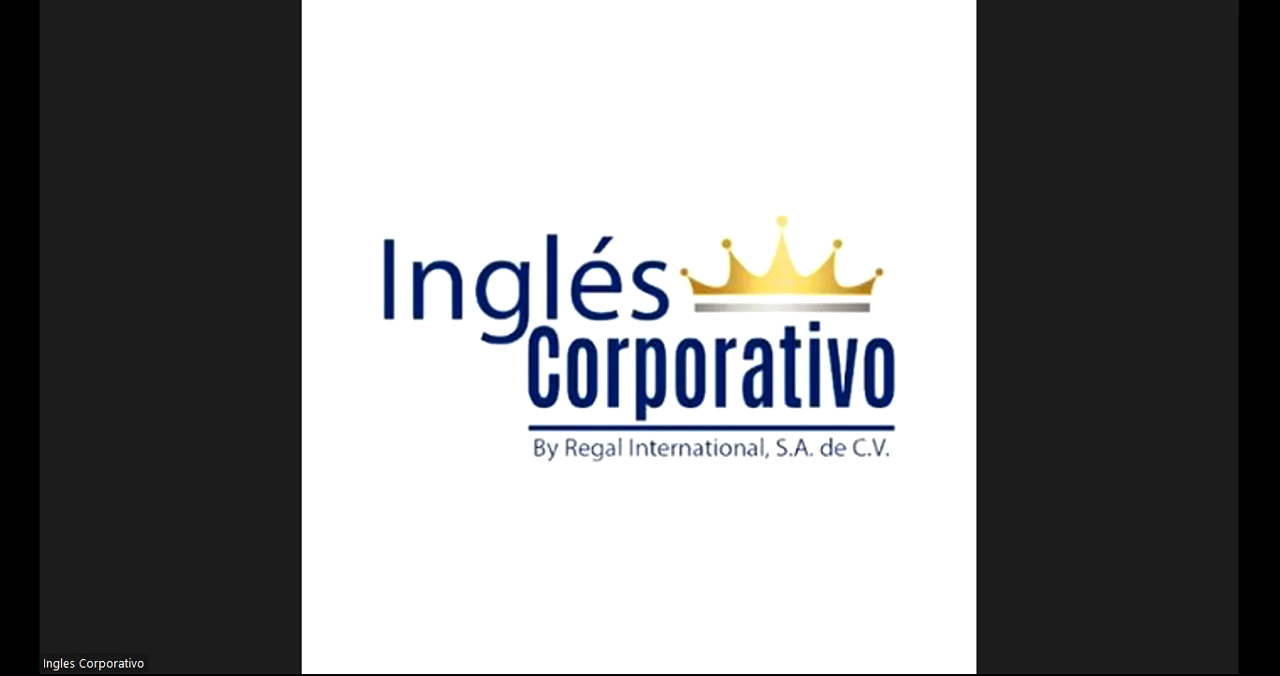 Inglés
Corporativo
By Regal International, S.A. de C.V.
Ingles Corporativo